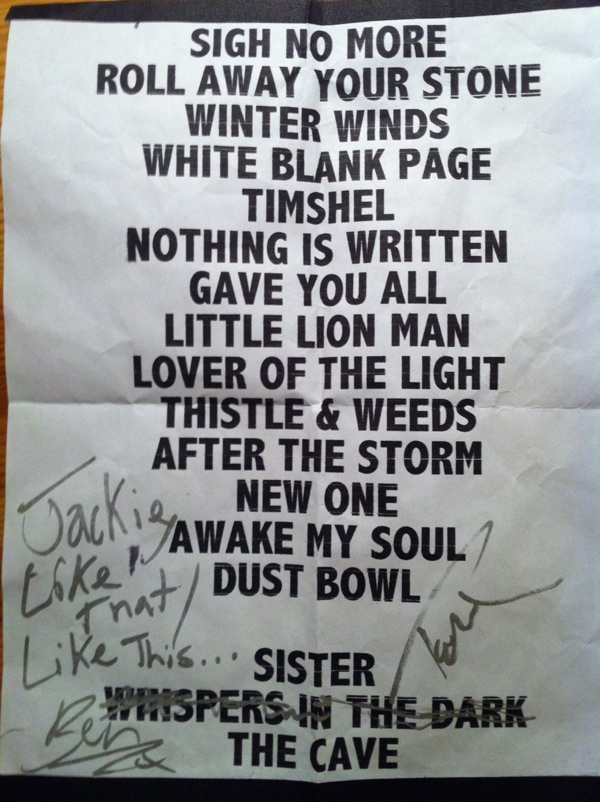 SIGH NO MORE
ROLL AWAY YOUR STONE
WINTER WINDS
WHITE BLANK PAGE
TIMSHEL
NOTHING IS WRITTEN
GAVE YOU ALL
LITTLE LION MAN
LOVER OF THE LIGHT
THISTLE & WEEDS
AFTER THE STORM
NEW ONE
AWAKE MY SOUL
DUST BOWL
SISTER
WHISPERS IN THE DARK
THE CAVE
Jackie,
Like
That/
Like This...
Ben